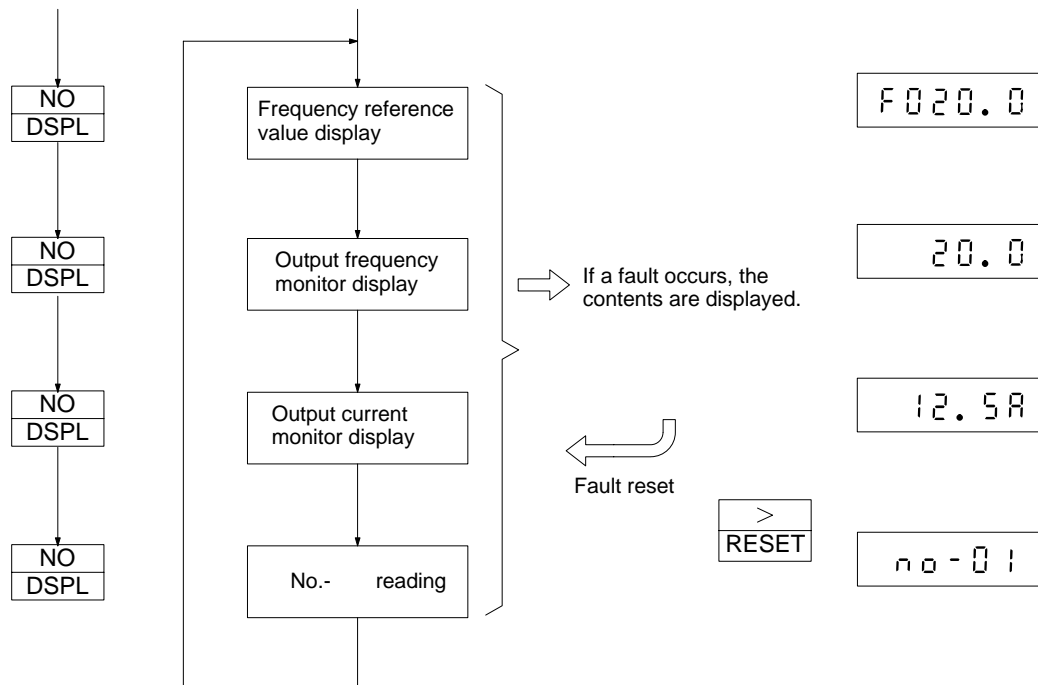 NO
DSPL
Frequency reference
value display
F020.0
NO
DSPL
Output frequency
monitor display
If a fault occurs, the
contents are displayed.
20.0
NO
DSPL
Output current
monitor display
12.5A
Fault reset
>
RESET
NO
DSPL
No.- reading
no-01